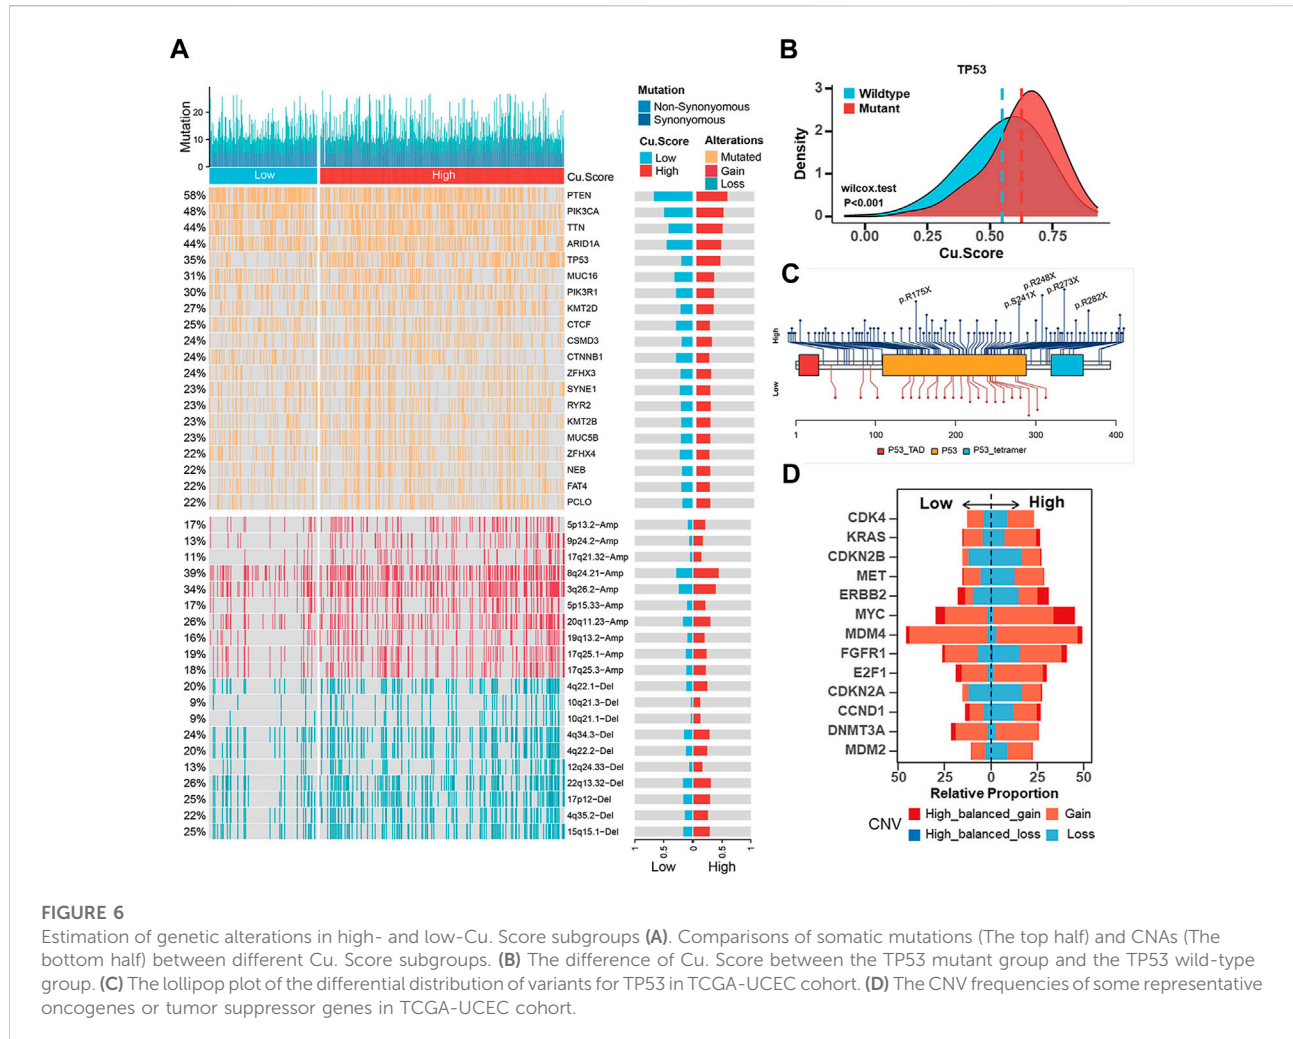 A
Mutation
20
10
0
Low
High
Cu.Score
Mutation
Non-Synonyomous
Synonyomous
Cu.Score
Low
High
Alterations
Mutated
Gain
Loss
58% PTEN
48% PIK3CA
44% TTN
44% ARID1A
35% TP53
31% MUC16
30% PIK3R1
27% KMT2D
25% CTCF
24% CSMD3
24% CTNNB1
24% ZFHX3
23% SYNE1
23% RYR2
23% KMT2B
23% MUC5B
22% ZFHX4
22% NEB
22% FAT4
22% PCLO
17% 5p13.2-Amp
13% 9p24.2-Amp
11% 17q21.32-Amp
39% 8q24.21-Amp
34% 3q26.2-Amp
17% 5p15.33-Amp
26% 20q11.23-Amp
16% 19q13.2-Amp
19% 17q25.1-Amp
18% 17q25.3-Amp
20% 4q22.1-Del
9% 10q21.3-Del
9% 10q21.1-Del
24% 4q34.3-Del
20% 4q22.2-Del
13% 12q24.33-Del
26% 22q13.32-Del
25% 17p12-Del
22% 4q35.2-Del
25% 15q15.1-Del
1 0.5 0 0.5 1
Low High
B
TP53
Wildtype
Mutant
Density
3
2
1
0
wilcox.test
P<0.001
0.00 0.25 0.50 0.75
Cu.Score
C
p.R175X
p.S241X
p.R248X
p.R273X
p.R282X
High
Low
1 100 200 300 400
P53_TAD P53 P53_tetramer
D
Low High
CDK4
KRAS
CDKN2B
MET
ERBB2
MYC
MDM4
FGFR1
E2F1
CDKN2A
CCND1
DNMT3A
MDM2
50 25 0 25 50
Relative Proportion
CNV
High_balanced_gain Gain
High_balanced_loss Loss
FIGURE 6
Estimation of genetic alterations in high- and low-Cu. Score subgroups (A). Comparisons of somatic mutations (The top half) and CNAs (The
bottom half) between different Cu. Score subgroups. (B) The difference of Cu. Score between the TP53 mutant group and the TP53 wild-type
group. (C) The lollipop plot of the differential distribution of variants for TP53 in TCGA-UCEC cohort. (D) The CNV frequencies of some representative
oncogenes or tumor suppressor genes in TCGA-UCEC cohort.